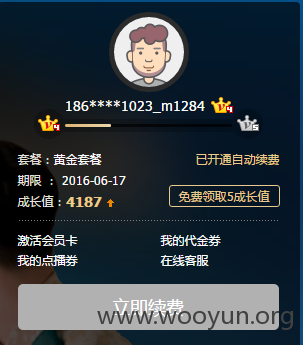 186****1023_m1284 V4
V4 V5
套餐：黄金套餐 已开通自动续费
期限 ： 2016-06-17
成长值：4187 免费领取5成长值
激活会员卡 我的代金券
我的点播券 在线客服
立即续费
www.wooyun.org